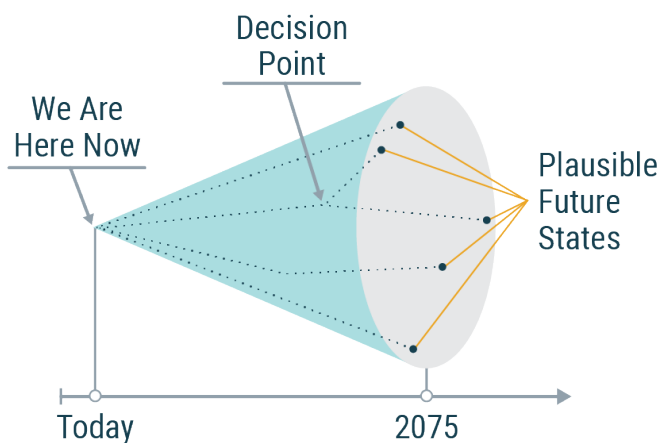 Decision
Point
We Are
Here Now
Plausible
Future
States
Today
2075